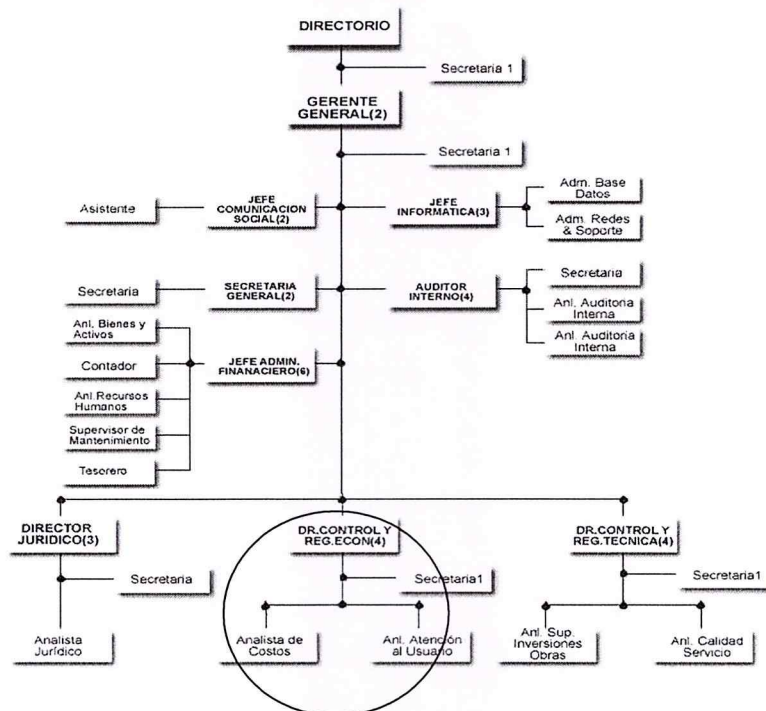 DIRECTORIO
Secretaria 1
GERENTE
GENERAL(2)
Secretaria 1
Asistente
JEFE
COMUNICACION
SOCIAL(2)
JEFE
INFORMATICA(3)
Adm. Base
Datos
Adm. Redes
& Soporte
Secretaria
SECRETARIA
GENERAL(2)
AUDITOR
INTERNO(4)
Secretaria
Anl. Auditoria
Interna
Anl. Auditoria
Interna
Anl. Bienes y
Activos
Contador
Anl.Recursos
Humanos
Supervisor de
Mantenimiento
Tesorero
JEFE ADMIN.
FINANACIERO(6)
DIRECTOR
JURIDICO(3)
Secretaria
Analista
Jurídico
DR.CONTROL Y
REG.ECON(4)
Secretaria1
Analista de
Costos
Anl. Atención
al Usuario
DR.CONTROL Y
REG.TECNICA(4)
Secretaria1
Anl. Sup.
Inversiones
Obras
Anl. Calidad
Servicio